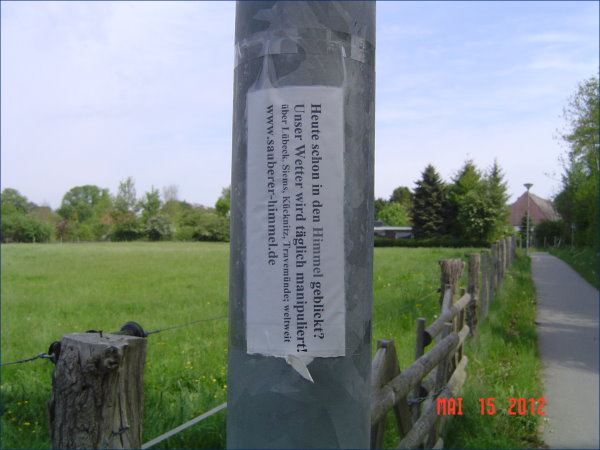 Heute schon in den Himmel geblickt?
Unser Wetter wird täglich manipuliert!
über Lübeck, Siems, Kücknitz, Travemünde; weltweit
www.sauberer-himmel.de
MAI 15 2012